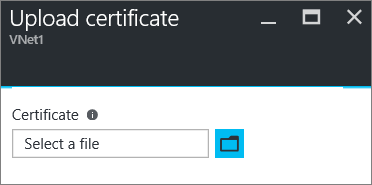 Upload certificate
VNet1
Certificate
Select a file